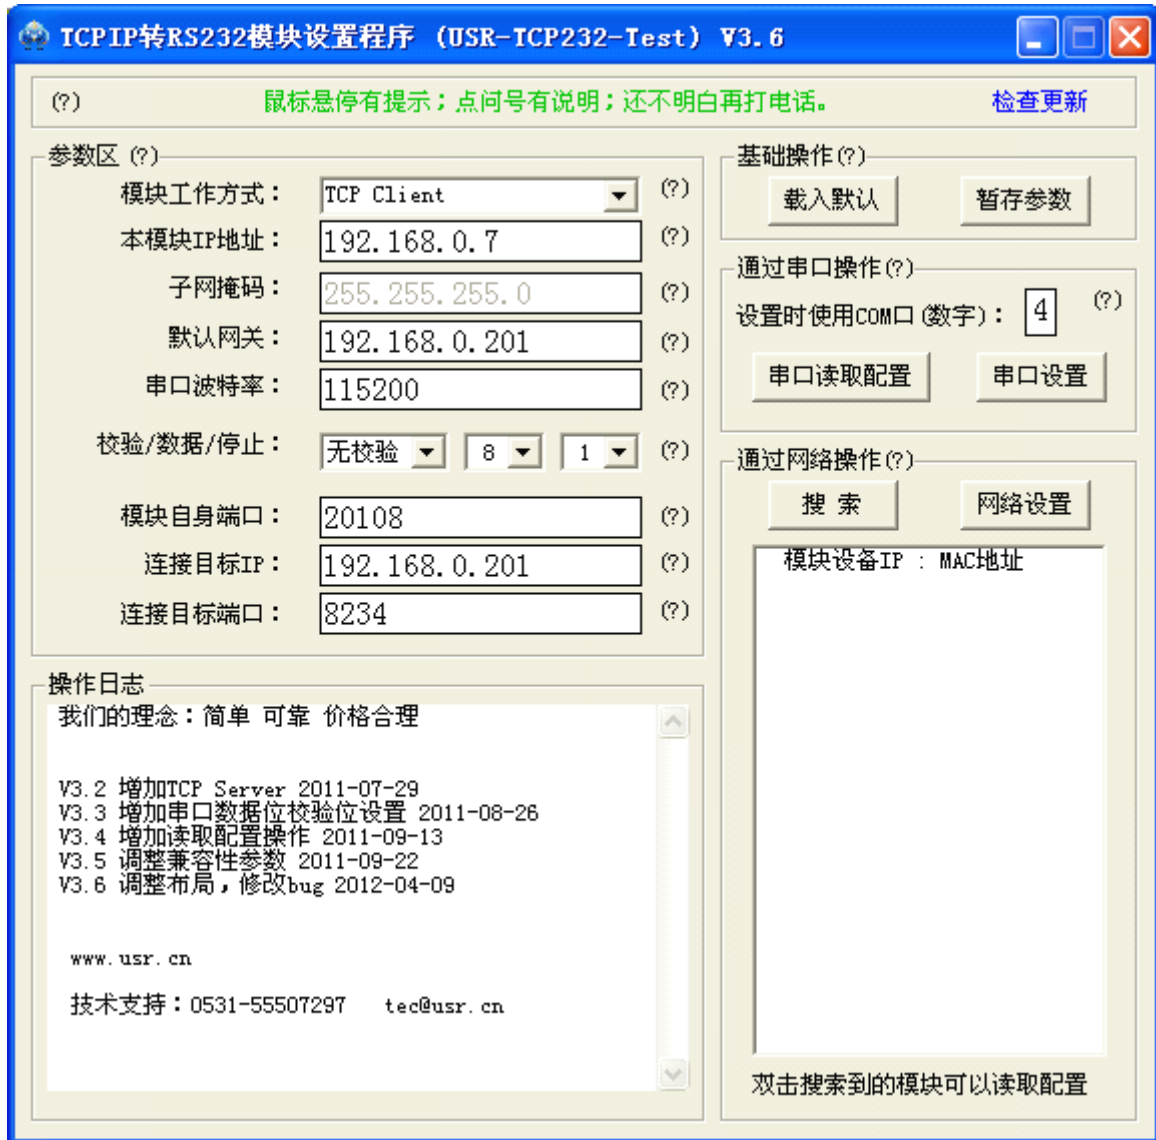 TCPIP转RS232模块设置程序 (USR-TCP232-Test) V3.6
(?) 鼠标悬停有提示；点问号有说明；还不明白再打电话。 检查更新
参数区 (?)
模块工作方式： TCP Client (?)
本模块IP地址： 192.168.0.7 (?)
子网掩码： 255.255.255.0 (?)
默认网关： 192.168.0.201 (?)
串口波特率： 115200 (?)
校验/数据/停止： 无校验 8 1 (?)
模块自身端口： 20108 (?)
连接目标IP： 192.168.0.201 (?)
连接目标端口： 8234 (?)
操作日志
我们的理念：简单 可靠 价格合理
V3.2 增加TCP Server 2011-07-29
V3.3 增加串口数据位校验位设置 2011-08-26
V3.4 增加读取配置操作 2011-09-13
V3.5 调整兼容性参数 2011-09-22
V3.6 调整布局，修改bug 2012-04-09
www.usr.cn
技术支持：0531-55507297 tec@usr.cn
基础操作(?)
载入默认 暂存参数
通过串口操作(?)
设置时使用COM口(数字)： 4 (?)
串口读取配置 串口设置
通过网络操作(?)
搜 索 网络设置
模块设备IP : MAC地址
双击搜索到的模块可以读取配置